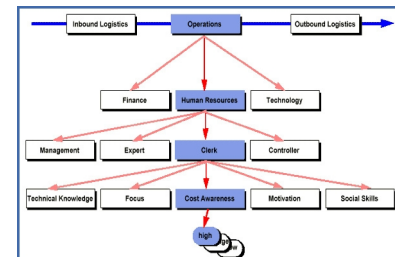 Inbound Logistics
Operations
Outbound Logistics
Finance
Human Resources
Technology
Management
Expert
Clerk
Controller
Technical Knowledge
Focus
Cost Awareness
Motivation
Social Skills
high